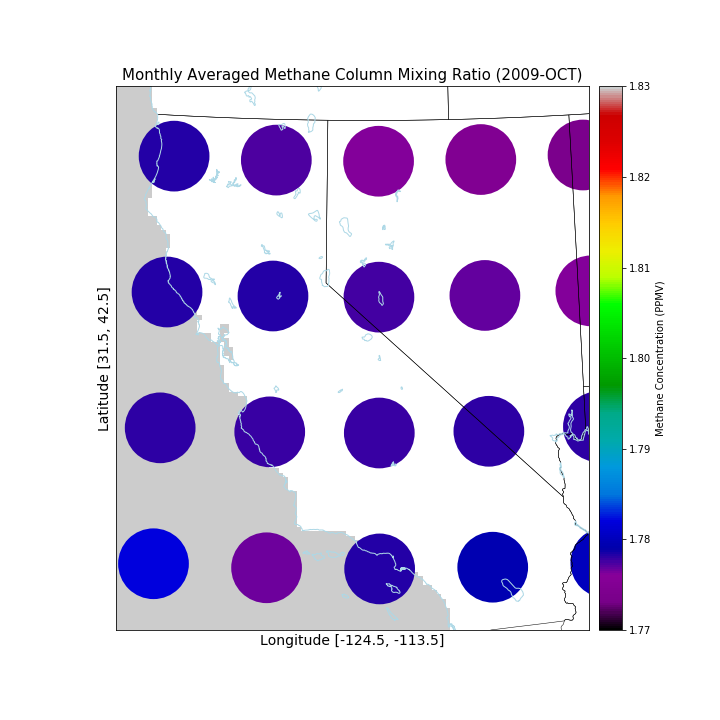 Monthly Averaged Methane Column Mixing Ratio (2009-OCT)
1.83
1.82
1.81
1.80
1.79
1.78
1.77
Methane Concentration (PPMV)
Latitude [31.5, 42.5]
Longitude [-124.5, -113.5]